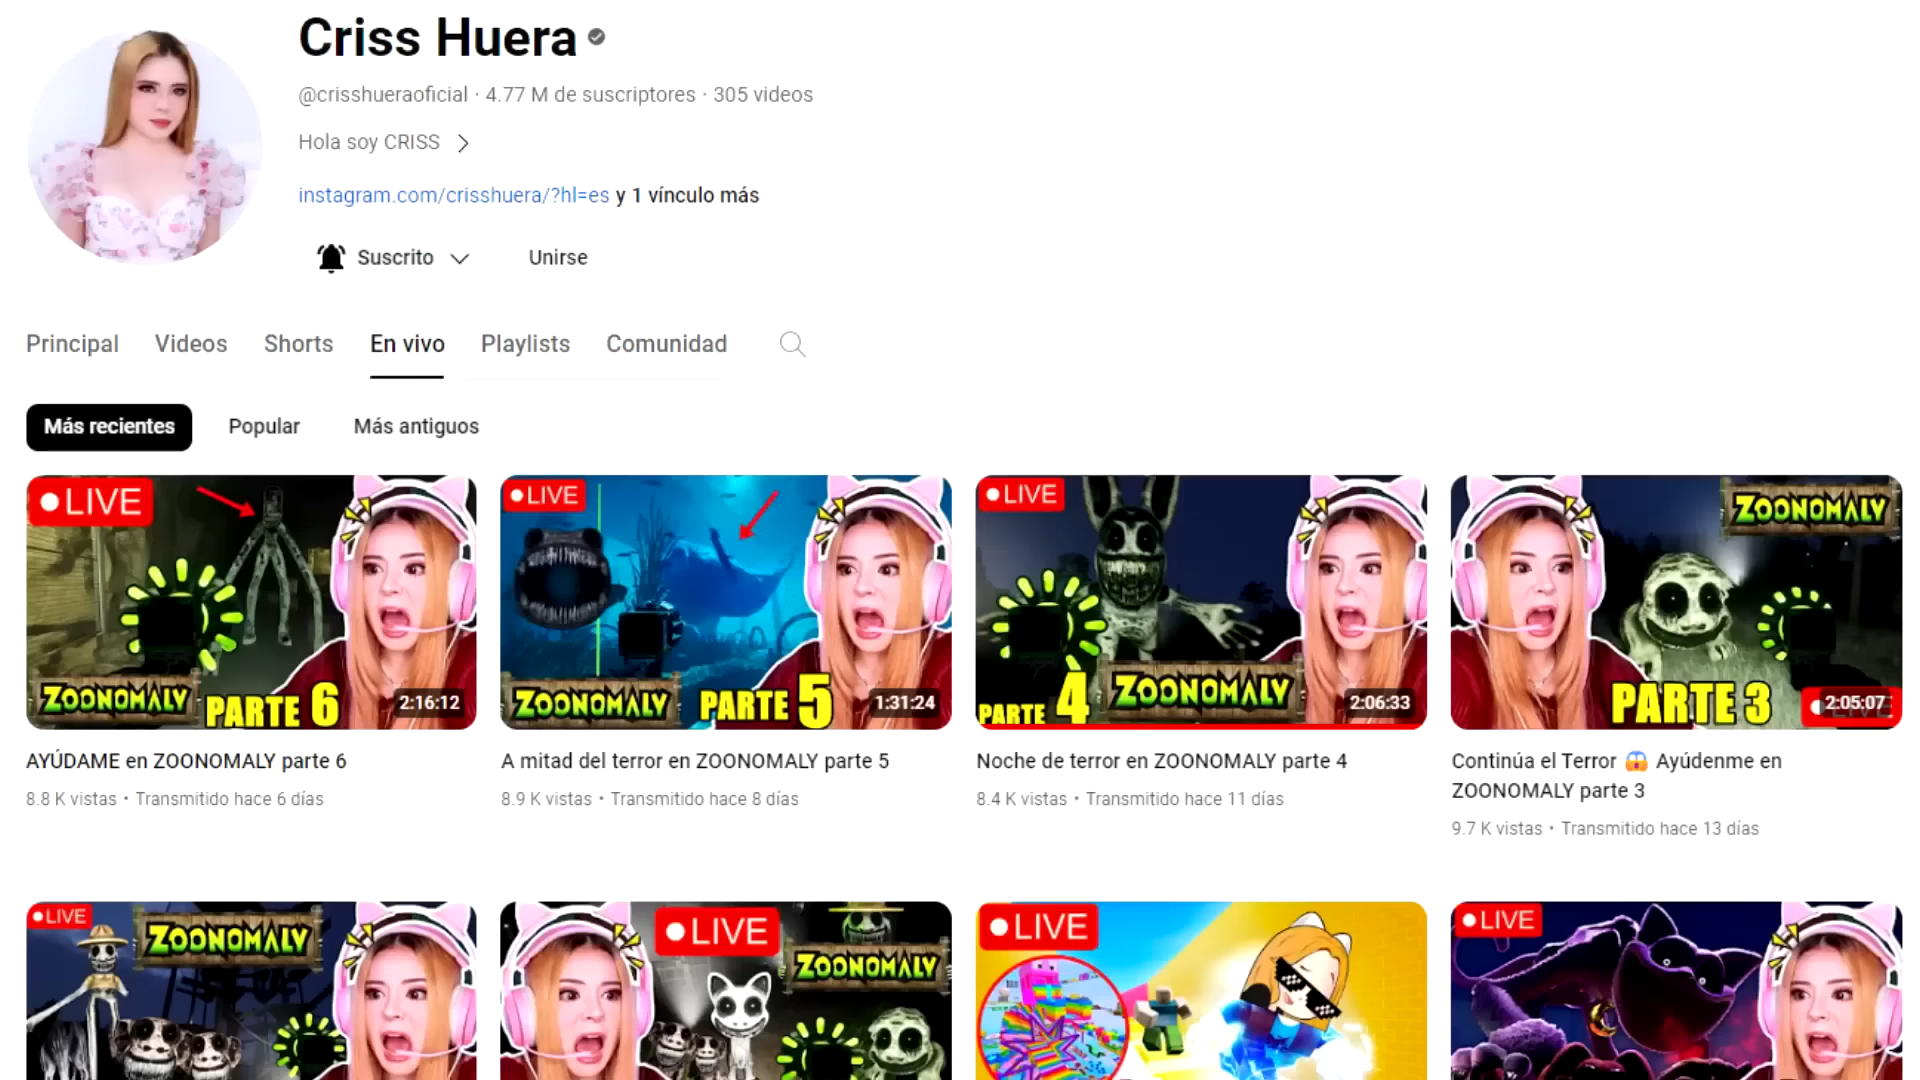 Criss Huera
@crisshueraoficial · 4.77 M de suscriptores · 305 videos
Hola soy CRISS
instagram.com/crisshuera/?hl=es y 1 vínculo más
Suscrito
Unirse
Principal
Videos
Shorts
En vivo
Playlists
Comunidad
Más recientes
Popular
Más antiguos
LIVE
ZOONOMALY
PARTE 6
2:16:12
LIVE
ZOONOMALY
PARTE 5
1:31:24
LIVE
PARTE 4
ZOONOMALY
2:06:33
ZOONOMALY
PARTE 3
LIVE
2:05:07
AYÚDAME en ZOONOMALY parte 6
8.8 K vistas • Transmitido hace 6 días
A mitad del terror en ZOONOMALY parte 5
8.9 K vistas • Transmitido hace 8 días
Noche de terror en ZOONOMALY parte 4
8.4 K vistas • Transmitido hace 11 días
Continúa el Terror 😱 Ayúdenme en
ZOONOMALY parte 3
9.7 K vistas • Transmitido hace 13 días
LIVE
ZOONOMALY
LIVE
ZOONOMALY
LIVE
LIVE